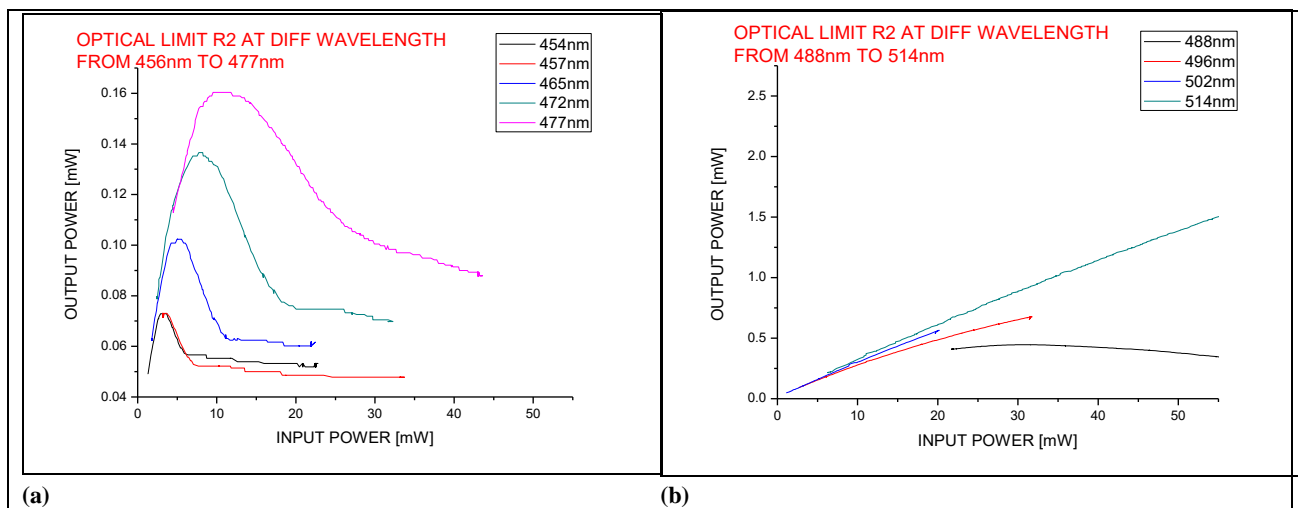 OPTICAL LIMIT R2 AT DIFF WAVELENGTH
FROM 456nm TO 477nm
454nm
457nm
465nm
472nm
477nm
0.16
0.14
0.12
0.10
0.08
0.06
0.04
OUTPUT POWER [mW]
0 10 20 30 40 50
INPUT POWER [mW]
(a)
OPTICAL LIMIT R2 AT DIFF WAVELENGTH
FROM 488nm TO 514nm
488nm
496nm
502nm
514nm
2.5
2.0
1.5
1.0
0.5
0.0
OUTPUT POWER [mW]
0 10 20 30 40 50
INPUT POWER [mW]
(b)